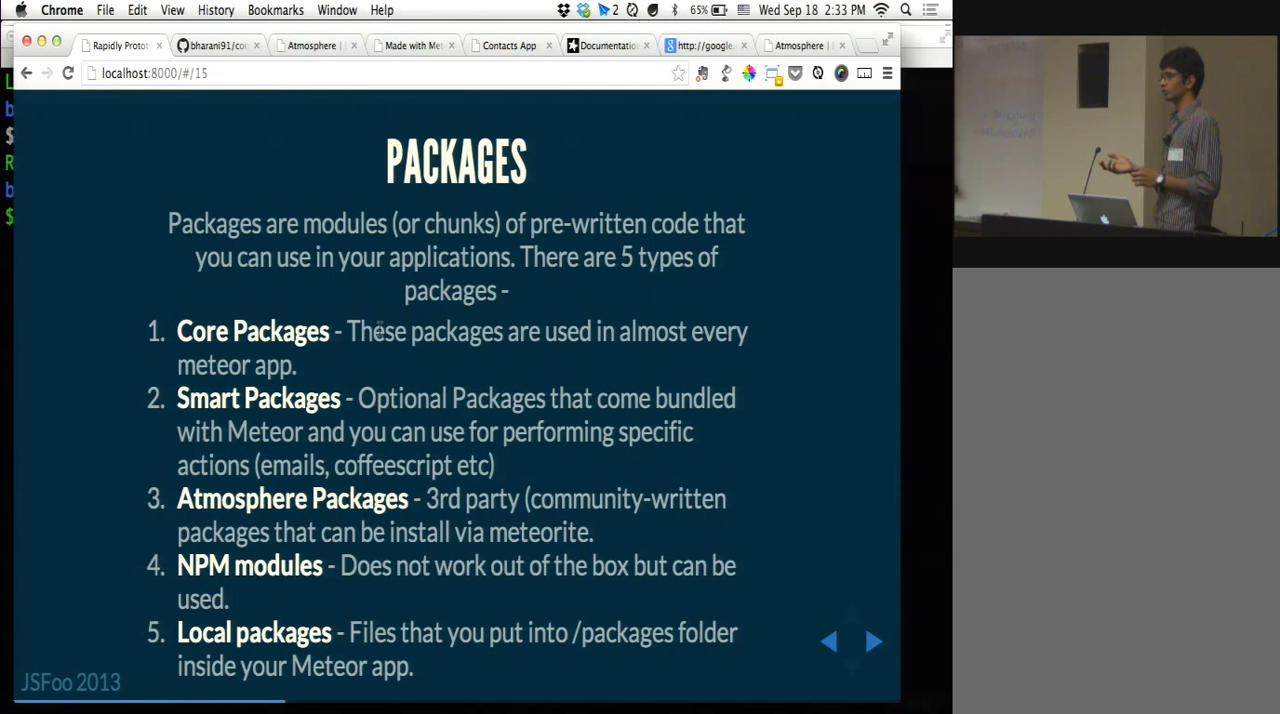 Chrome File Edit View History Bookmarks Window Help 2 65% Wed Sep 18 2:33 PM
Rapidly Protot bharani91/cl Atmosphere | Made with Met Contacts App Documentation http://google. Atmosphere |
localhost:8000/#/15
PACKAGES
Packages are modules (or chunks) of pre-written code that
you can use in your applications. There are 5 types of
packages -
1. Core Packages - These packages are used in almost every
meteor app.
2. Smart Packages - Optional Packages that come bundled
with Meteor and you can use for performing specific
actions (emails, coffeescript etc)
3. Atmosphere Packages - 3rd party (community-written
packages that can be install via meteorite.
4. NPM modules - Does not work out of the box but can be
used.
5. Local packages - Files that you put into /packages folder
inside your Meteor app.
JSFoo 2013